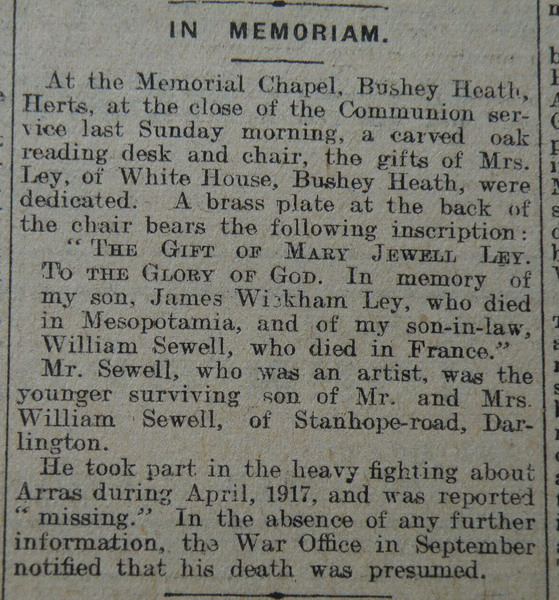 IN MEMORIAM.
At the Memorial Chapel, Bushey Heath,
Herts, at the close of the Communion ser-
vice last Sunday morning, a carved oak
reading desk and chair, the gifts of Mrs.
Ley, of White House, Bushey Heath, were
dedicated. A brass plate at the back of
the chair bears the following inscription:
“THE GIFT OF MARY JEWELL LEY.
TO THE GLORY OF GOD. In memory of
my son, James Wickham Ley, who died
in Mesopotamia, and of my son-in-law,
William Sewell, who died in France.”
Mr. Sewell, who was an artist, was the
younger surviving son of Mr. and Mrs.
William Sewell, of Stanhope-road, Dar-
lington.
He took part in the heavy fighting about
Arras during April, 1917, and was reported
“missing.” In the absence of any further
information, the War Office in September
notified that his death was presumed.